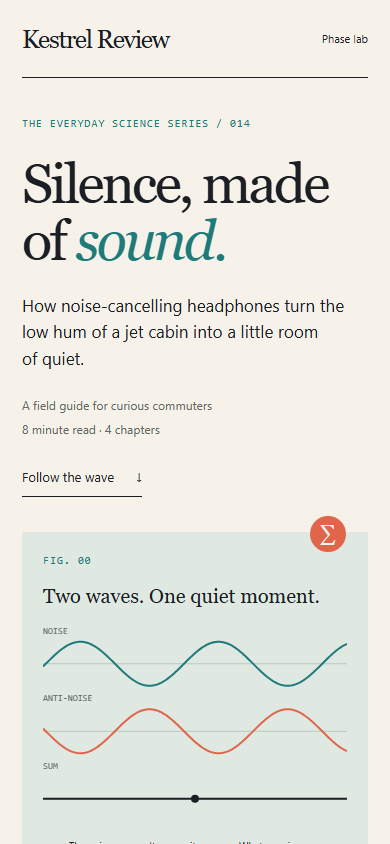 Kestrel Review
Phase lab
THE EVERYDAY SCIENCE SERIES / 014
Silence, made
of sound.
How noise-cancelling headphones turn the
low hum of a jet cabin into a little room
of quiet.
A field guide for curious commuters
8 minute read · 4 chapters
Follow the wave ↓
Σ
FIG. 00
Two waves. One quiet moment.
NOISE
ANTI-NOISE
SUM